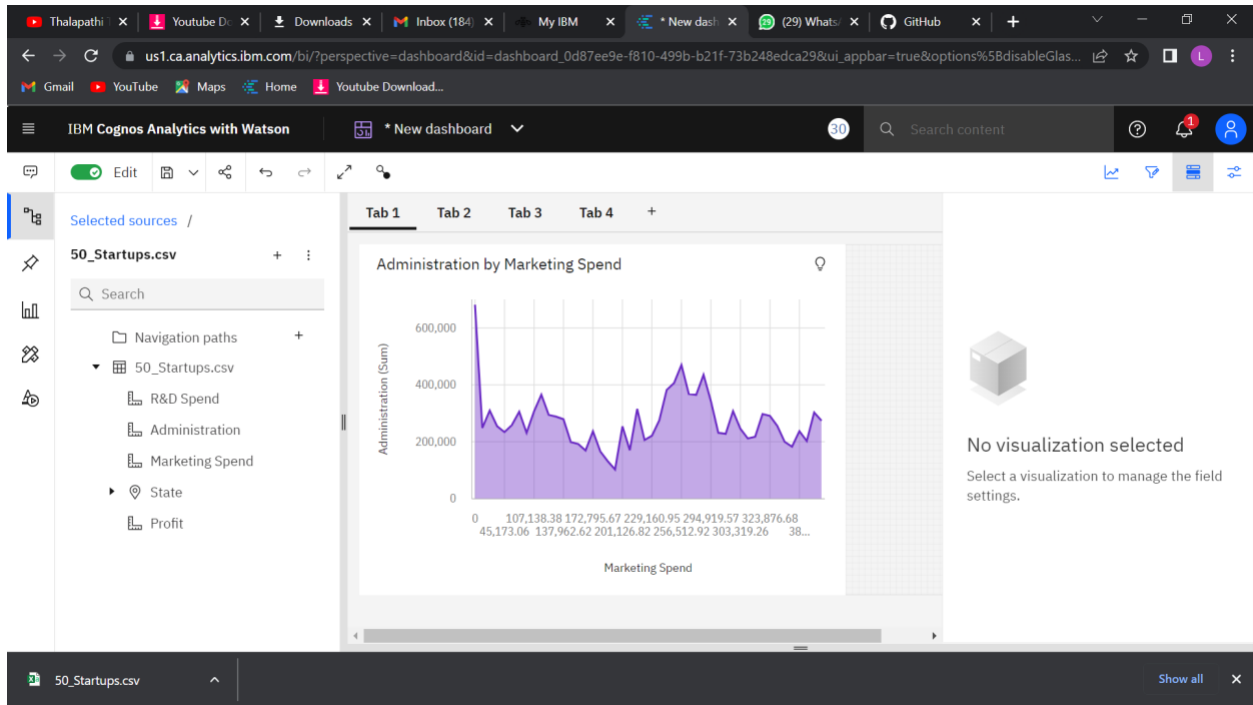 Thalapathi
Youtube Do
Downloads
Inbox (184)
My IBM
* New dash
(29) Whats
GitHub
us1.ca.analytics.ibm.com/bi/?perspective=dashboard&id=dashboard_0d87ee9e-f810-499b-b21f-73b248edca29&ui_appbar=true&options%5BdisableGlas...
L
Gmail
YouTube
Maps
Home
Youtube Download...
IBM Cognos Analytics with Watson
* New dashboard
30
Search content
1
Edit
Selected sources /
Tab 1
Tab 2
Tab 3
Tab 4
50_Startups.csv
Search
Navigation paths
50_Startups.csv
R&D Spend
Administration
Marketing Spend
State
Profit
Administration by Marketing Spend
Administration (Sum)
600,000
400,000
200,000
0
0 107,138.38 172,795.67 229,160.95 294,919.57 323,876.68
45,173.06 137,962.62 201,126.82 256,512.92 303,319.26 38...
Marketing Spend
No visualization selected
Select a visualization to manage the field
settings.
50_Startups.csv
Show all